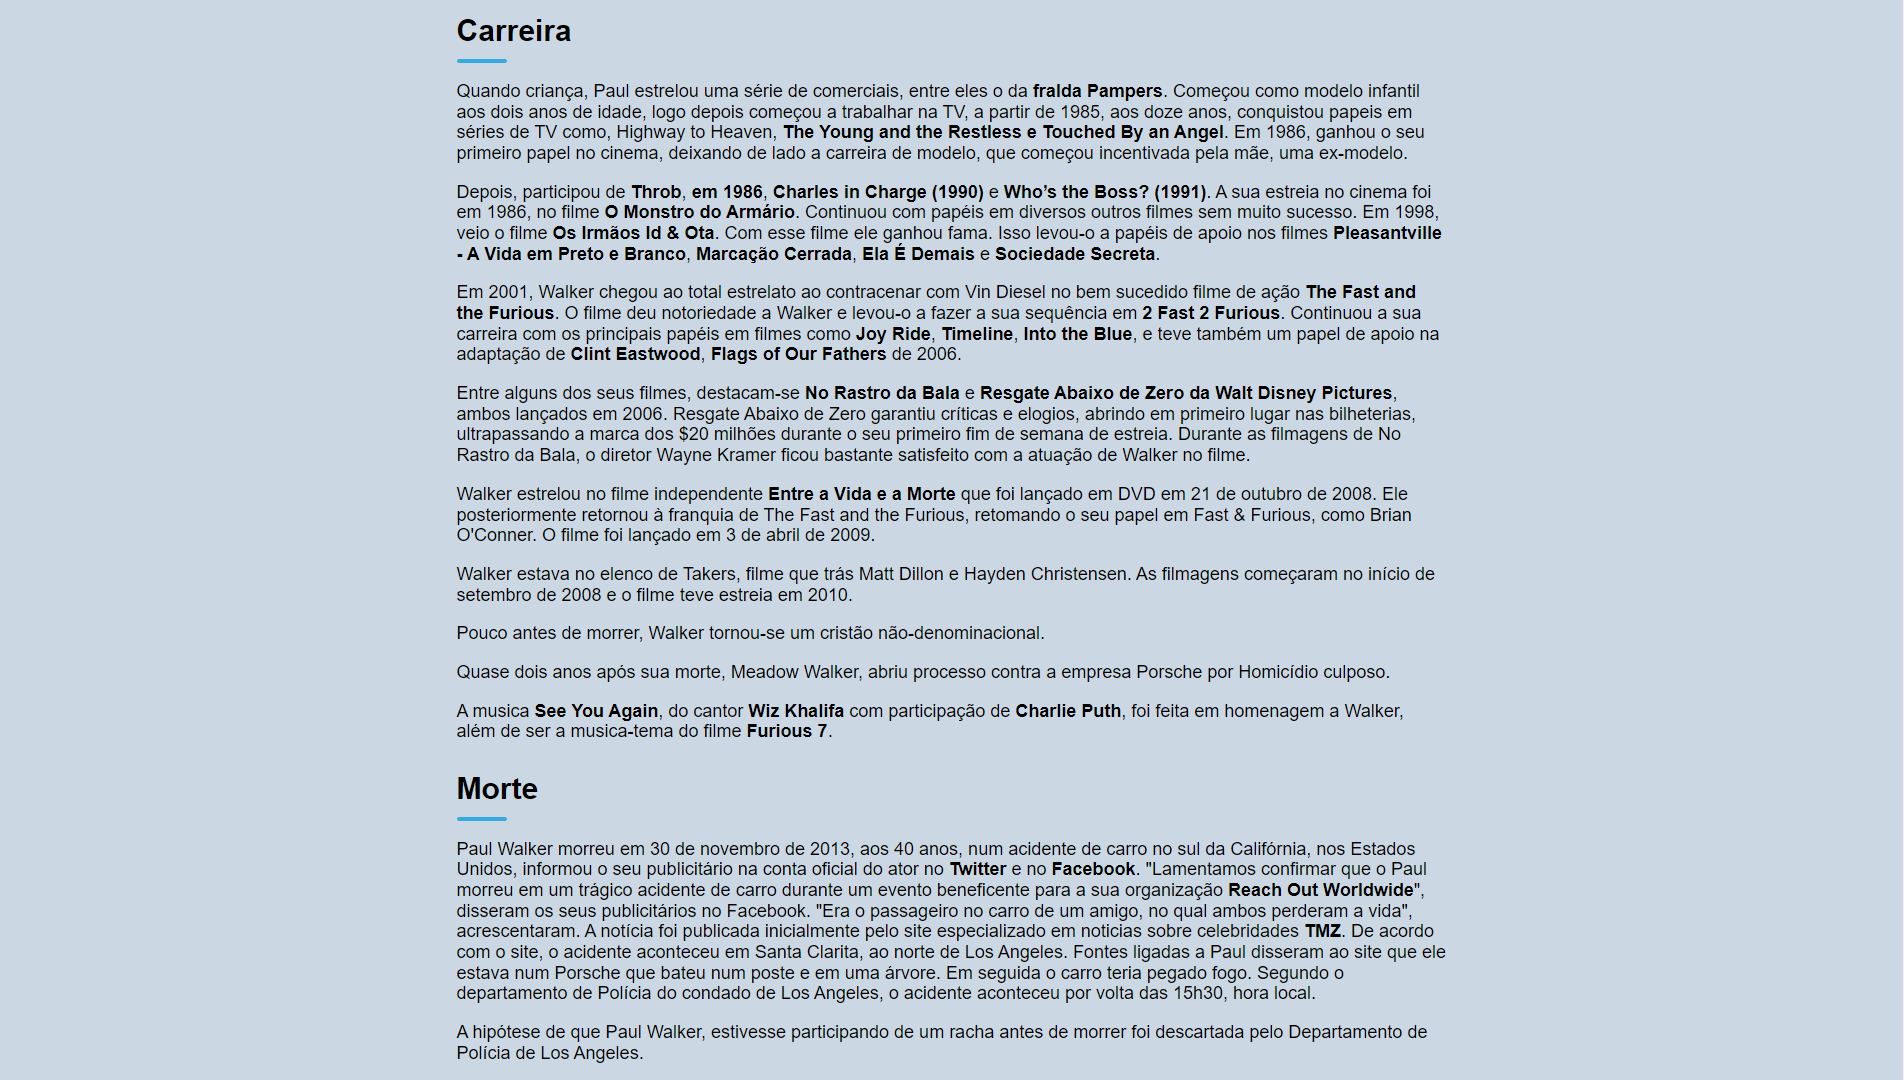 Carreira
Quando criança, Paul estrelou uma série de comerciais, entre eles o da fralda Pampers. Começou como modelo infantil
aos dois anos de idade, logo depois começou a trabalhar na TV, a partir de 1985, aos doze anos, conquistou papeis em
séries de TV como, Highway to Heaven, The Young and the Restless e Touched By an Angel. Em 1986, ganhou o seu
primeiro papel no cinema, deixando de lado a carreira de modelo, que começou incentivada pela mãe, uma ex-modelo.
Depois, participou de Throb, em 1986, Charles in Charge (1990) e Who’s the Boss? (1991). A sua estreia no cinema foi
em 1986, no filme O Monstro do Armário. Continuou com papéis em diversos outros filmes sem muito sucesso. Em 1998,
veio o filme Os Irmãos Id & Ota. Com esse filme ele ganhou fama. Isso levou-o a papéis de apoio nos filmes Pleasantville
- A Vida em Preto e Branco, Marcação Cerrada, Ela É Demais e Sociedade Secreta.
Em 2001, Walker chegou ao total estrelato ao contracenar com Vin Diesel no bem sucedido filme de ação The Fast and
the Furious. O filme deu notoriedade a Walker e levou-o a fazer a sua sequência em 2 Fast 2 Furious. Continuou a sua
carreira com os principais papéis em filmes como Joy Ride, Timeline, Into the Blue, e teve também um papel de apoio na
adaptação de Clint Eastwood, Flags of Our Fathers de 2006.
Entre alguns dos seus filmes, destacam-se No Rastro da Bala e Resgate Abaixo de Zero da Walt Disney Pictures,
ambos lançados em 2006. Resgate Abaixo de Zero garantiu críticas e elogios, abrindo em primeiro lugar nas bilheterias,
ultrapassando a marca dos $20 milhões durante o seu primeiro fim de semana de estreia. Durante as filmagens de No
Rastro da Bala, o diretor Wayne Kramer ficou bastante satisfeito com a atuação de Walker no filme.
Walker estrelou no filme independente Entre a Vida e a Morte que foi lançado em DVD em 21 de outubro de 2008. Ele
posteriormente retornou à franquia de The Fast and the Furious, retomando o seu papel em Fast & Furious, como Brian
O'Conner. O filme foi lançado em 3 de abril de 2009.
Walker estava no elenco de Takers, filme que trás Matt Dillon e Hayden Christensen. As filmagens começaram no início de
setembro de 2008 e o filme teve estreia em 2010.
Pouco antes de morrer, Walker tornou-se um cristão não-denominacional.
Quase dois anos após sua morte, Meadow Walker, abriu processo contra a empresa Porsche por Homicídio culposo.
A musica See You Again, do cantor Wiz Khalifa com participação de Charlie Puth, foi feita em homenagem a Walker,
além de ser a musica-tema do filme Furious 7.
Morte
Paul Walker morreu em 30 de novembro de 2013, aos 40 anos, num acidente de carro no sul da Califórnia, nos Estados
Unidos, informou o seu publicitário na conta oficial do ator no Twitter e no Facebook. "Lamentamos confirmar que o Paul
morreu em um trágico acidente de carro durante um evento beneficente para a sua organização Reach Out Worldwide",
disseram os seus publicitários no Facebook. "Era o passageiro no carro de um amigo, no qual ambos perderam a vida",
acrescentaram. A notícia foi publicada inicialmente pelo site especializado em noticias sobre celebridades TMZ. De acordo
com o site, o acidente aconteceu em Santa Clarita, ao norte de Los Angeles. Fontes ligadas a Paul disseram ao site que ele
estava num Porsche que bateu num poste e em uma árvore. Em seguida o carro teria pegado fogo. Segundo o
departamento de Polícia do condado de Los Angeles, o acidente aconteceu por volta das 15h30, hora local.
A hipótese de que Paul Walker, estivesse participando de um racha antes de morrer foi descartada pelo Departamento de
Polícia de Los Angeles.